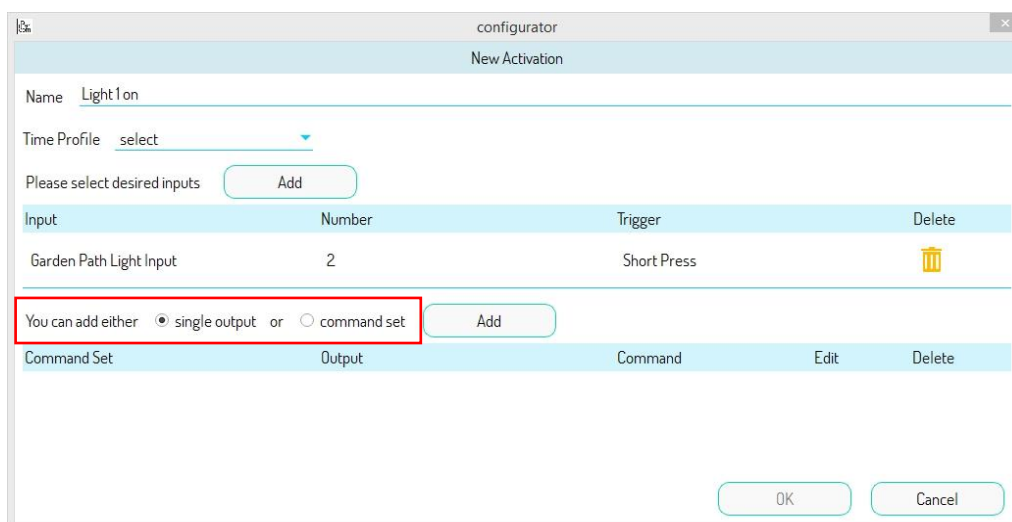 configurator
New Activation
Name Light 1 on
Time Profile select
Please select desired inputs Add
Input Number Trigger Delete
Garden Path Light Input 2 Short Press
You can add either single output or command set Add
Command Set Output Command Edit Delete
OK Cancel